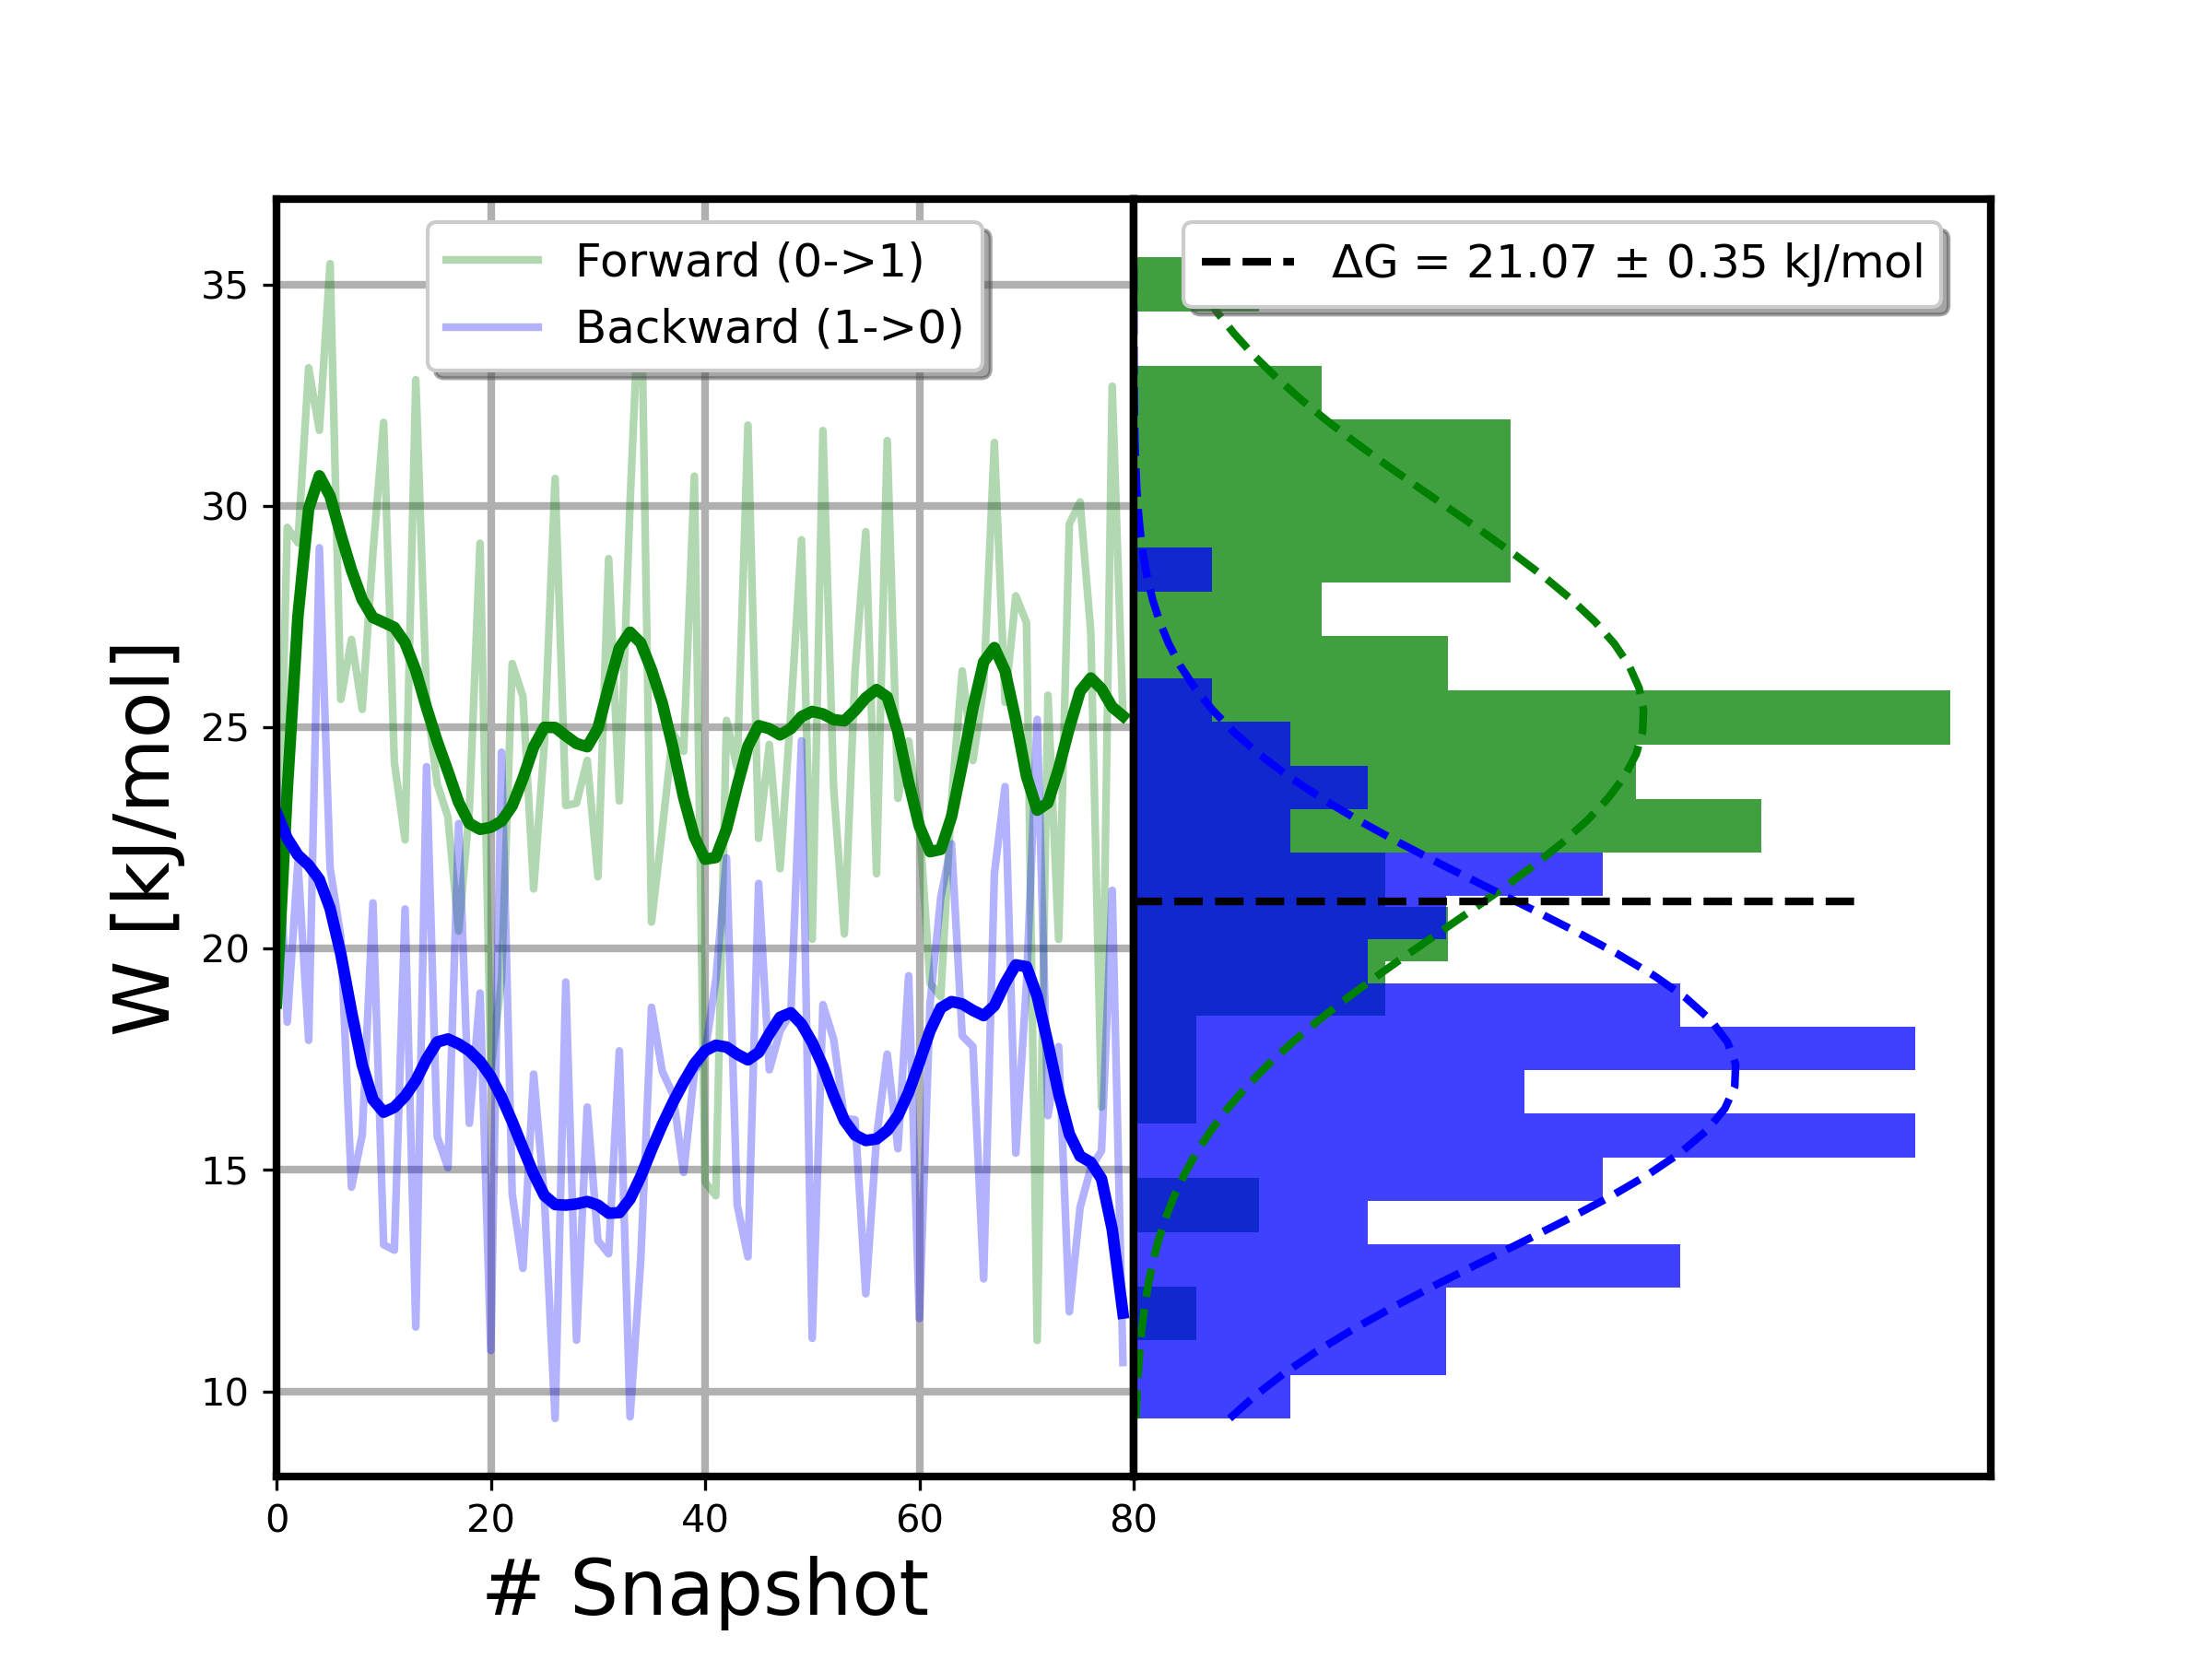 Forward (0->1)
Backward (1->0)
ΔG = 21.07 ± 0.35 kJ/mol
35
30
25
20
15
10
W [kJ/mol]
0 20 40 60 80
# Snapshot